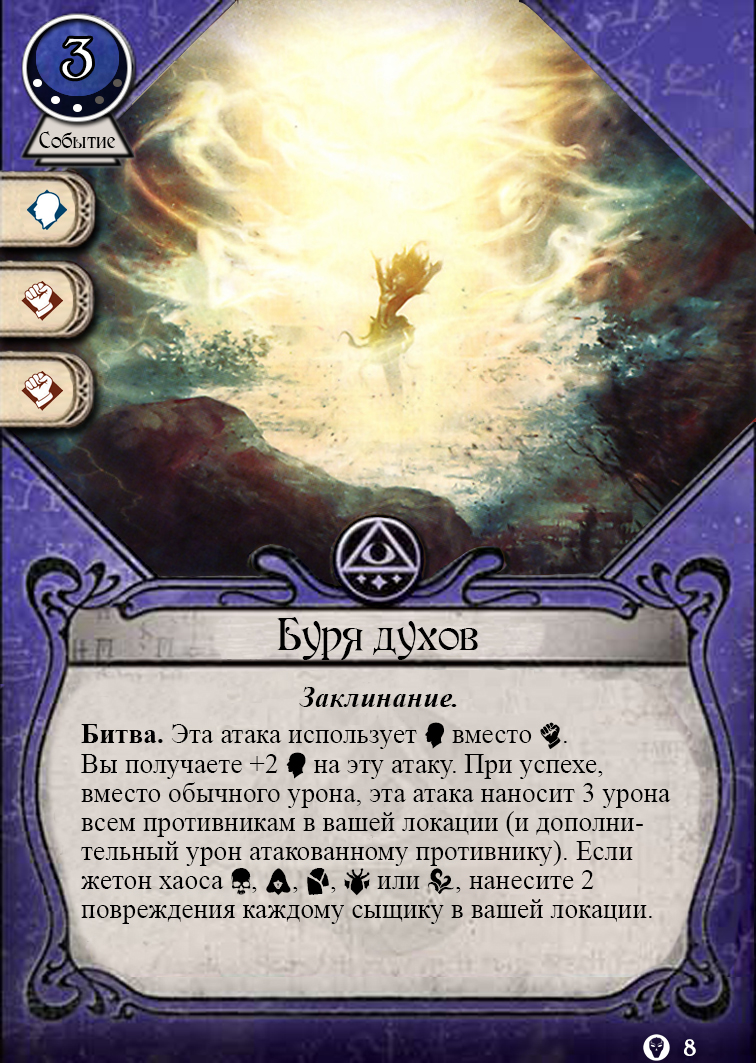 3
Событие
Буря духов
Заклинание.
Битва. Эта атака использует вместо .
Вы получаете +2 на эту атаку. При успехе,
вместо обычного урона, эта атака наносит 3 урона
всем противникам в вашей локации (и дополни-
тельный урон атакованному противнику). Если
жетон хаоса , , , или , нанесите 2
повреждения каждому сыщику в вашей локации.
8